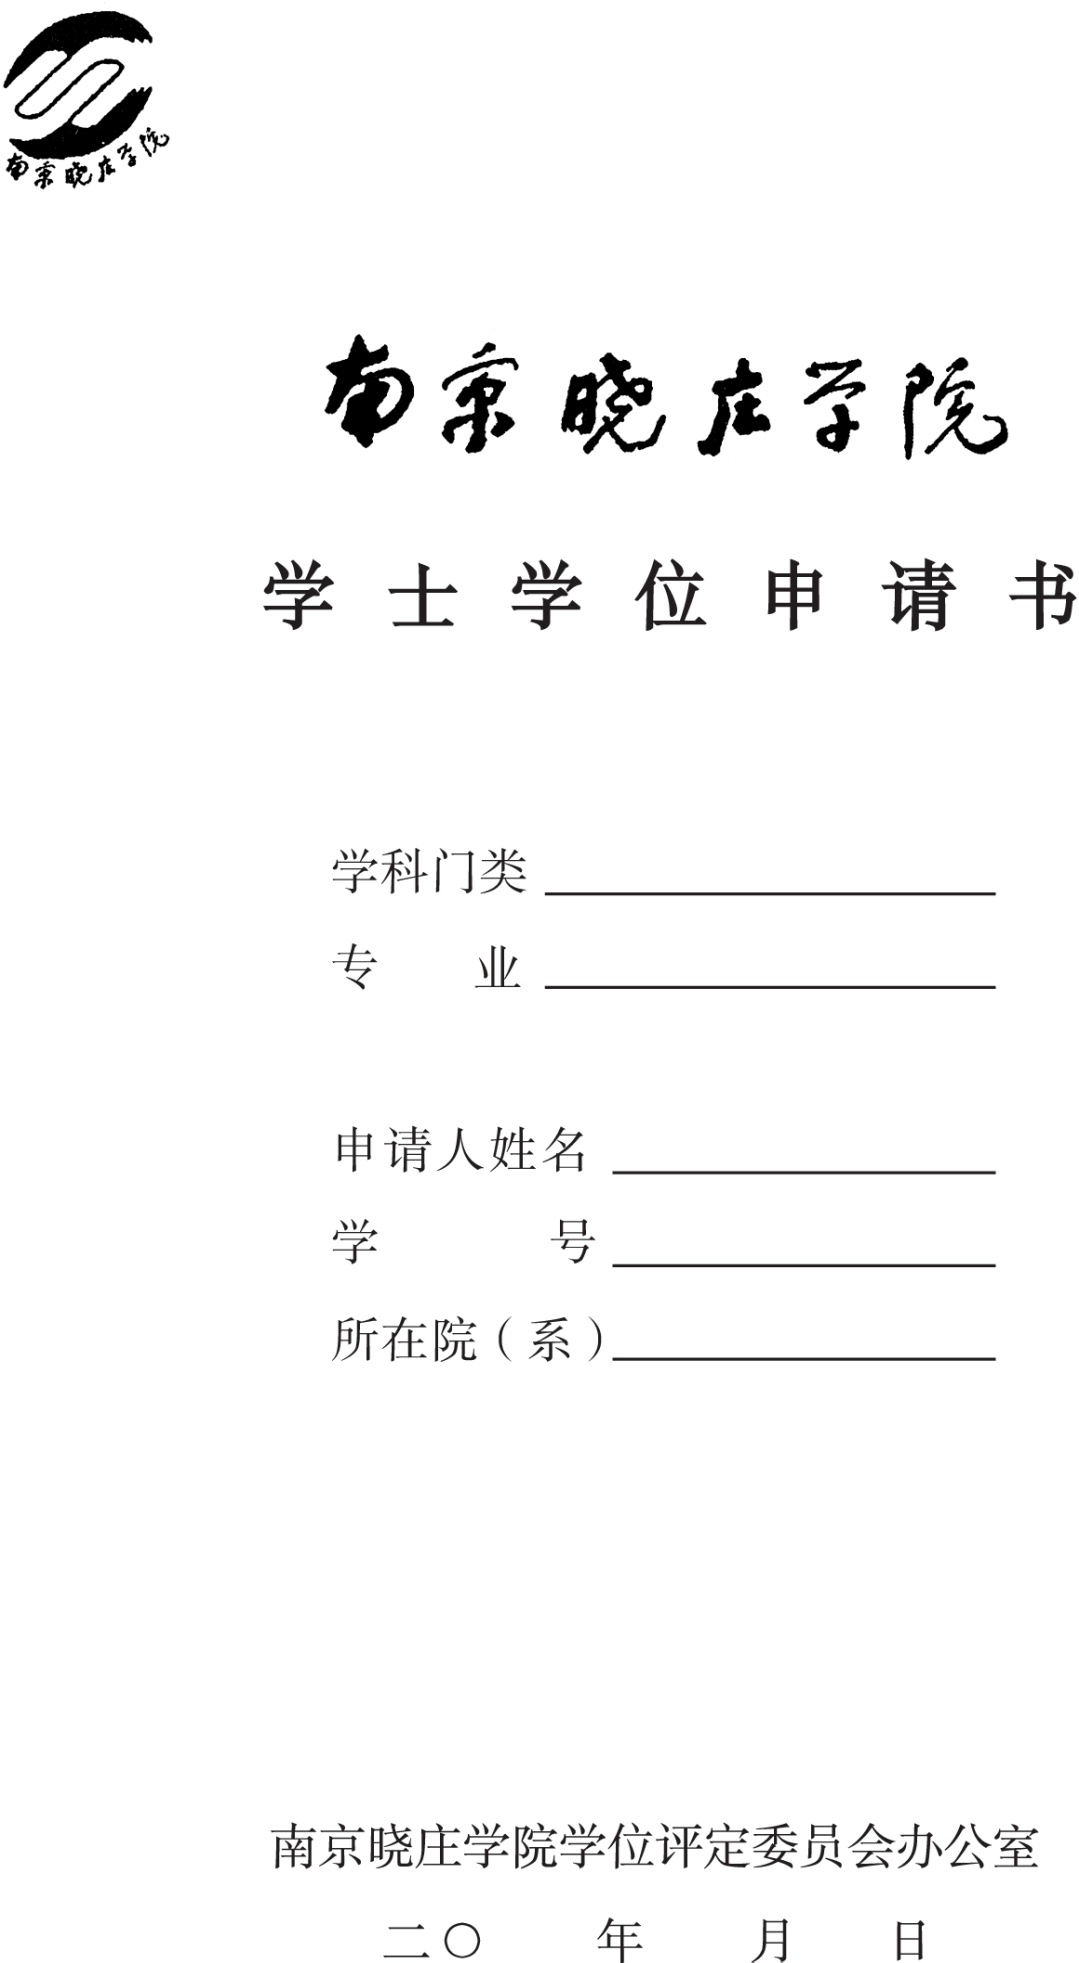 南京晓庄学院
南京晓庄学院
学士学位申请书
学科门类
专 业
申请人姓名
学 号
所在院（系）
南京晓庄学院学位评定委员会办公室
二〇 年 月 日